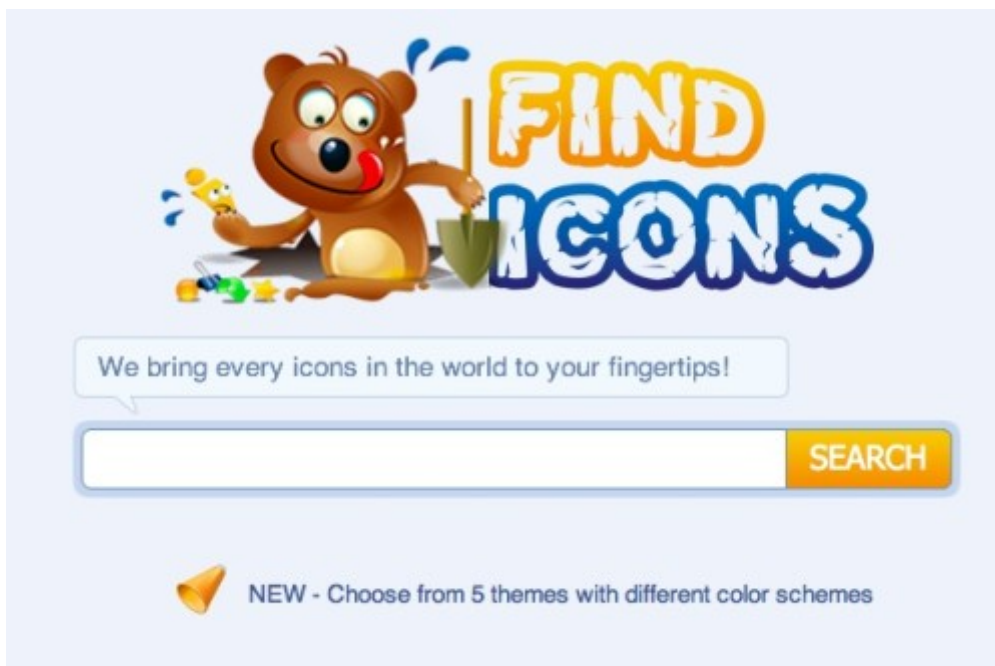 FIND
ICONS
We bring every icons in the world to your fingertips!
SEARCH
NEW - Choose from 5 themes with different color schemes